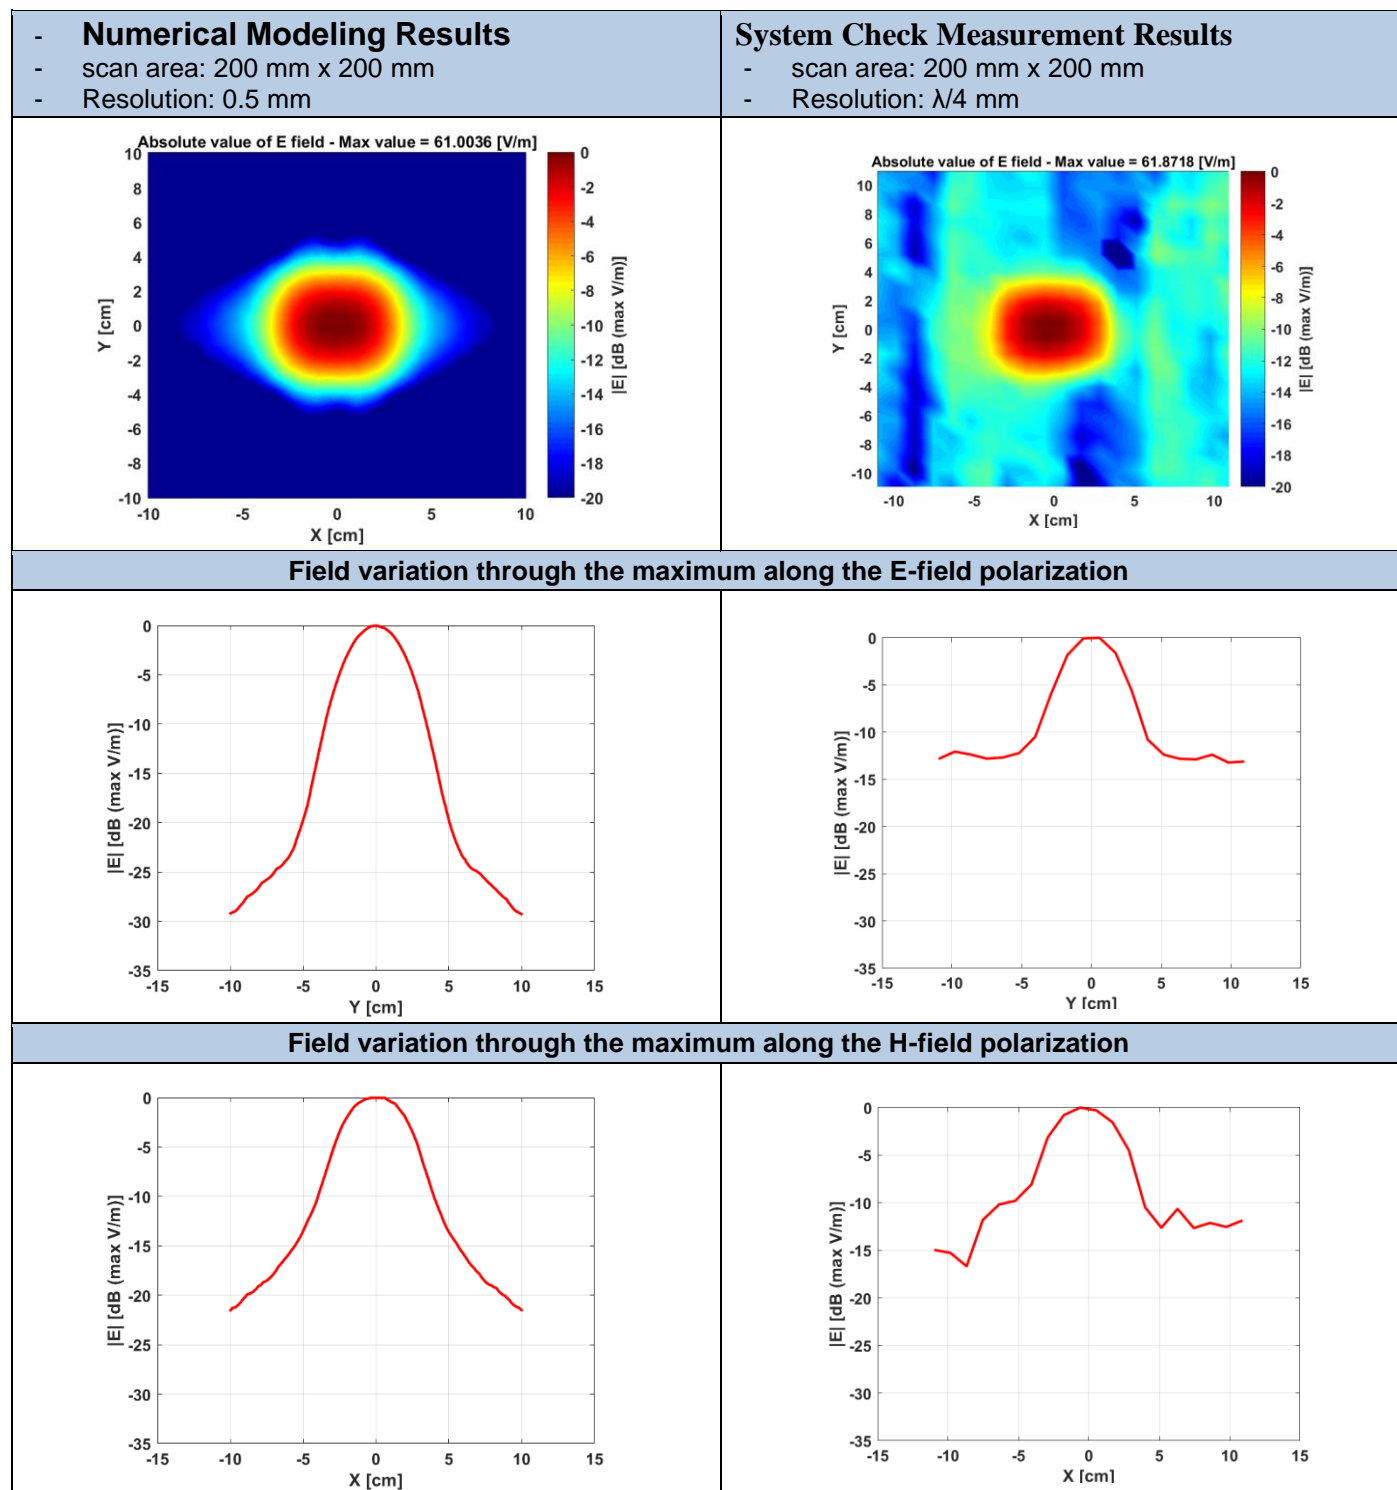 - Numerical Modeling Results
- scan area: 200 mm x 200 mm
- Resolution: 0.5 mm
System Check Measurement Results
- scan area: 200 mm x 200 mm
- Resolution: λ/4 mm
Absolute value of E field - Max value = 61.0036 [V/m]
10
8
6
4
2
0
-2
-4
-6
-8
-10
Y [cm]
-10 -5 0 5 10
X [cm]
0
-2
-4
-6
-8
-10
-12
-14
-16
-18
-20
|E| [dB (max V/m)]
Absolute value of E field - Max value = 61.8718 [V/m]
10
8
6
4
2
0
-2
-4
-6
-8
-10
Y [cm]
-10 -5 0 5 10
X [cm]
0
-2
-4
-6
-8
-10
-12
-14
-16
-18
-20
|E| [dB (max V/m)]
Field variation through the maximum along the E-field polarization
0
-5
-10
-15
-20
-25
-30
-35
|E| [dB (max V/m)]
-15 -10 -5 0 5 10 15
Y [cm]
0
-5
-10
-15
-20
-25
-30
-35
|E| [dB (max V/m)]
-15 -10 -5 0 5 10 15
Y [cm]
Field variation through the maximum along the H-field polarization
0
-5
-10
-15
-20
-25
-30
-35
|E| [dB (max V/m)]
-15 -10 -5 0 5 10 15
X [cm]
0
-5
-10
-15
-20
-25
-30
-35
|E| [dB (max V/m)]
-15 -10 -5 0 5 10 15
X [cm]